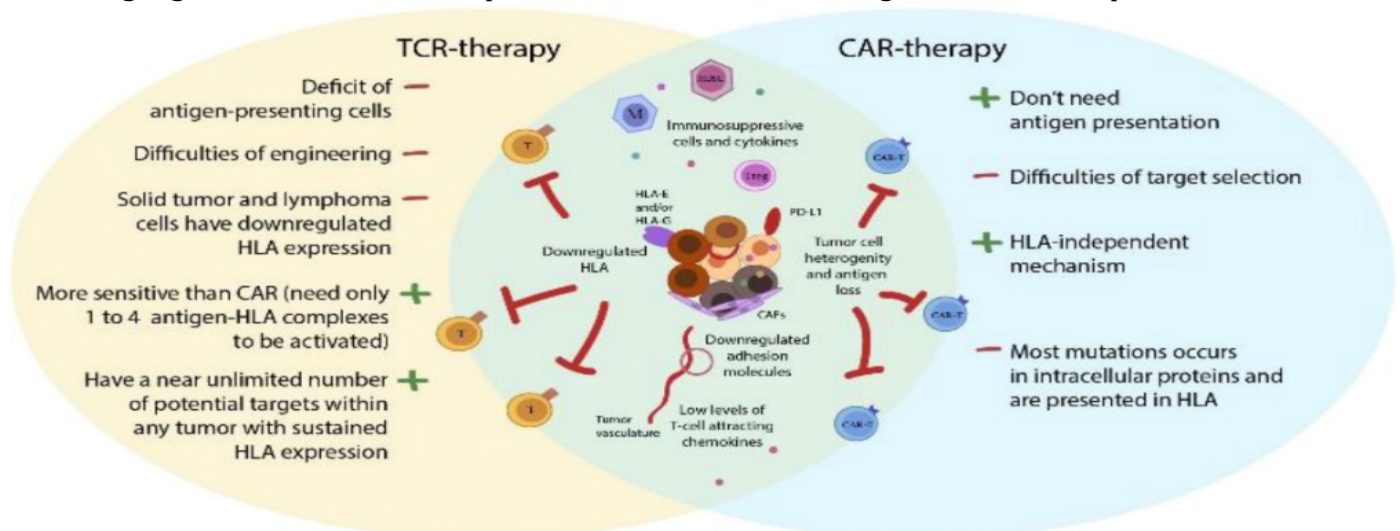 TCR-therapy
CAR-therapy
Deficit of
antigen-presenting cells
Difficulties of engineering
Solid tumor and lymphoma
cells have downregulated
HLA expression
More sensitive than CAR (need only
1 to 4 antigen-HLA complexes
to be activated)
Have a near unlimited number
of potential targets within
any tumor with sustained
HLA expression
T
T
T
M
Immunosuppressive
cells and cytokines
Treg
HLA-E
and/or
HLA-G
PD-L1
Downregulated
HLA
Tumor cell
heterogenity
and antigen
loss
CAFs
Downregulated
adhesion
molecules
Tumor
vasculature
Low levels of
T-cell attracting
chemokines
CAR-T
CAR-T
CAR-T
Don't need
antigen presentation
Difficulties of target selection
HLA-independent
mechanism
Most mutations occurs
in intracellular proteins and
are presented in HLA